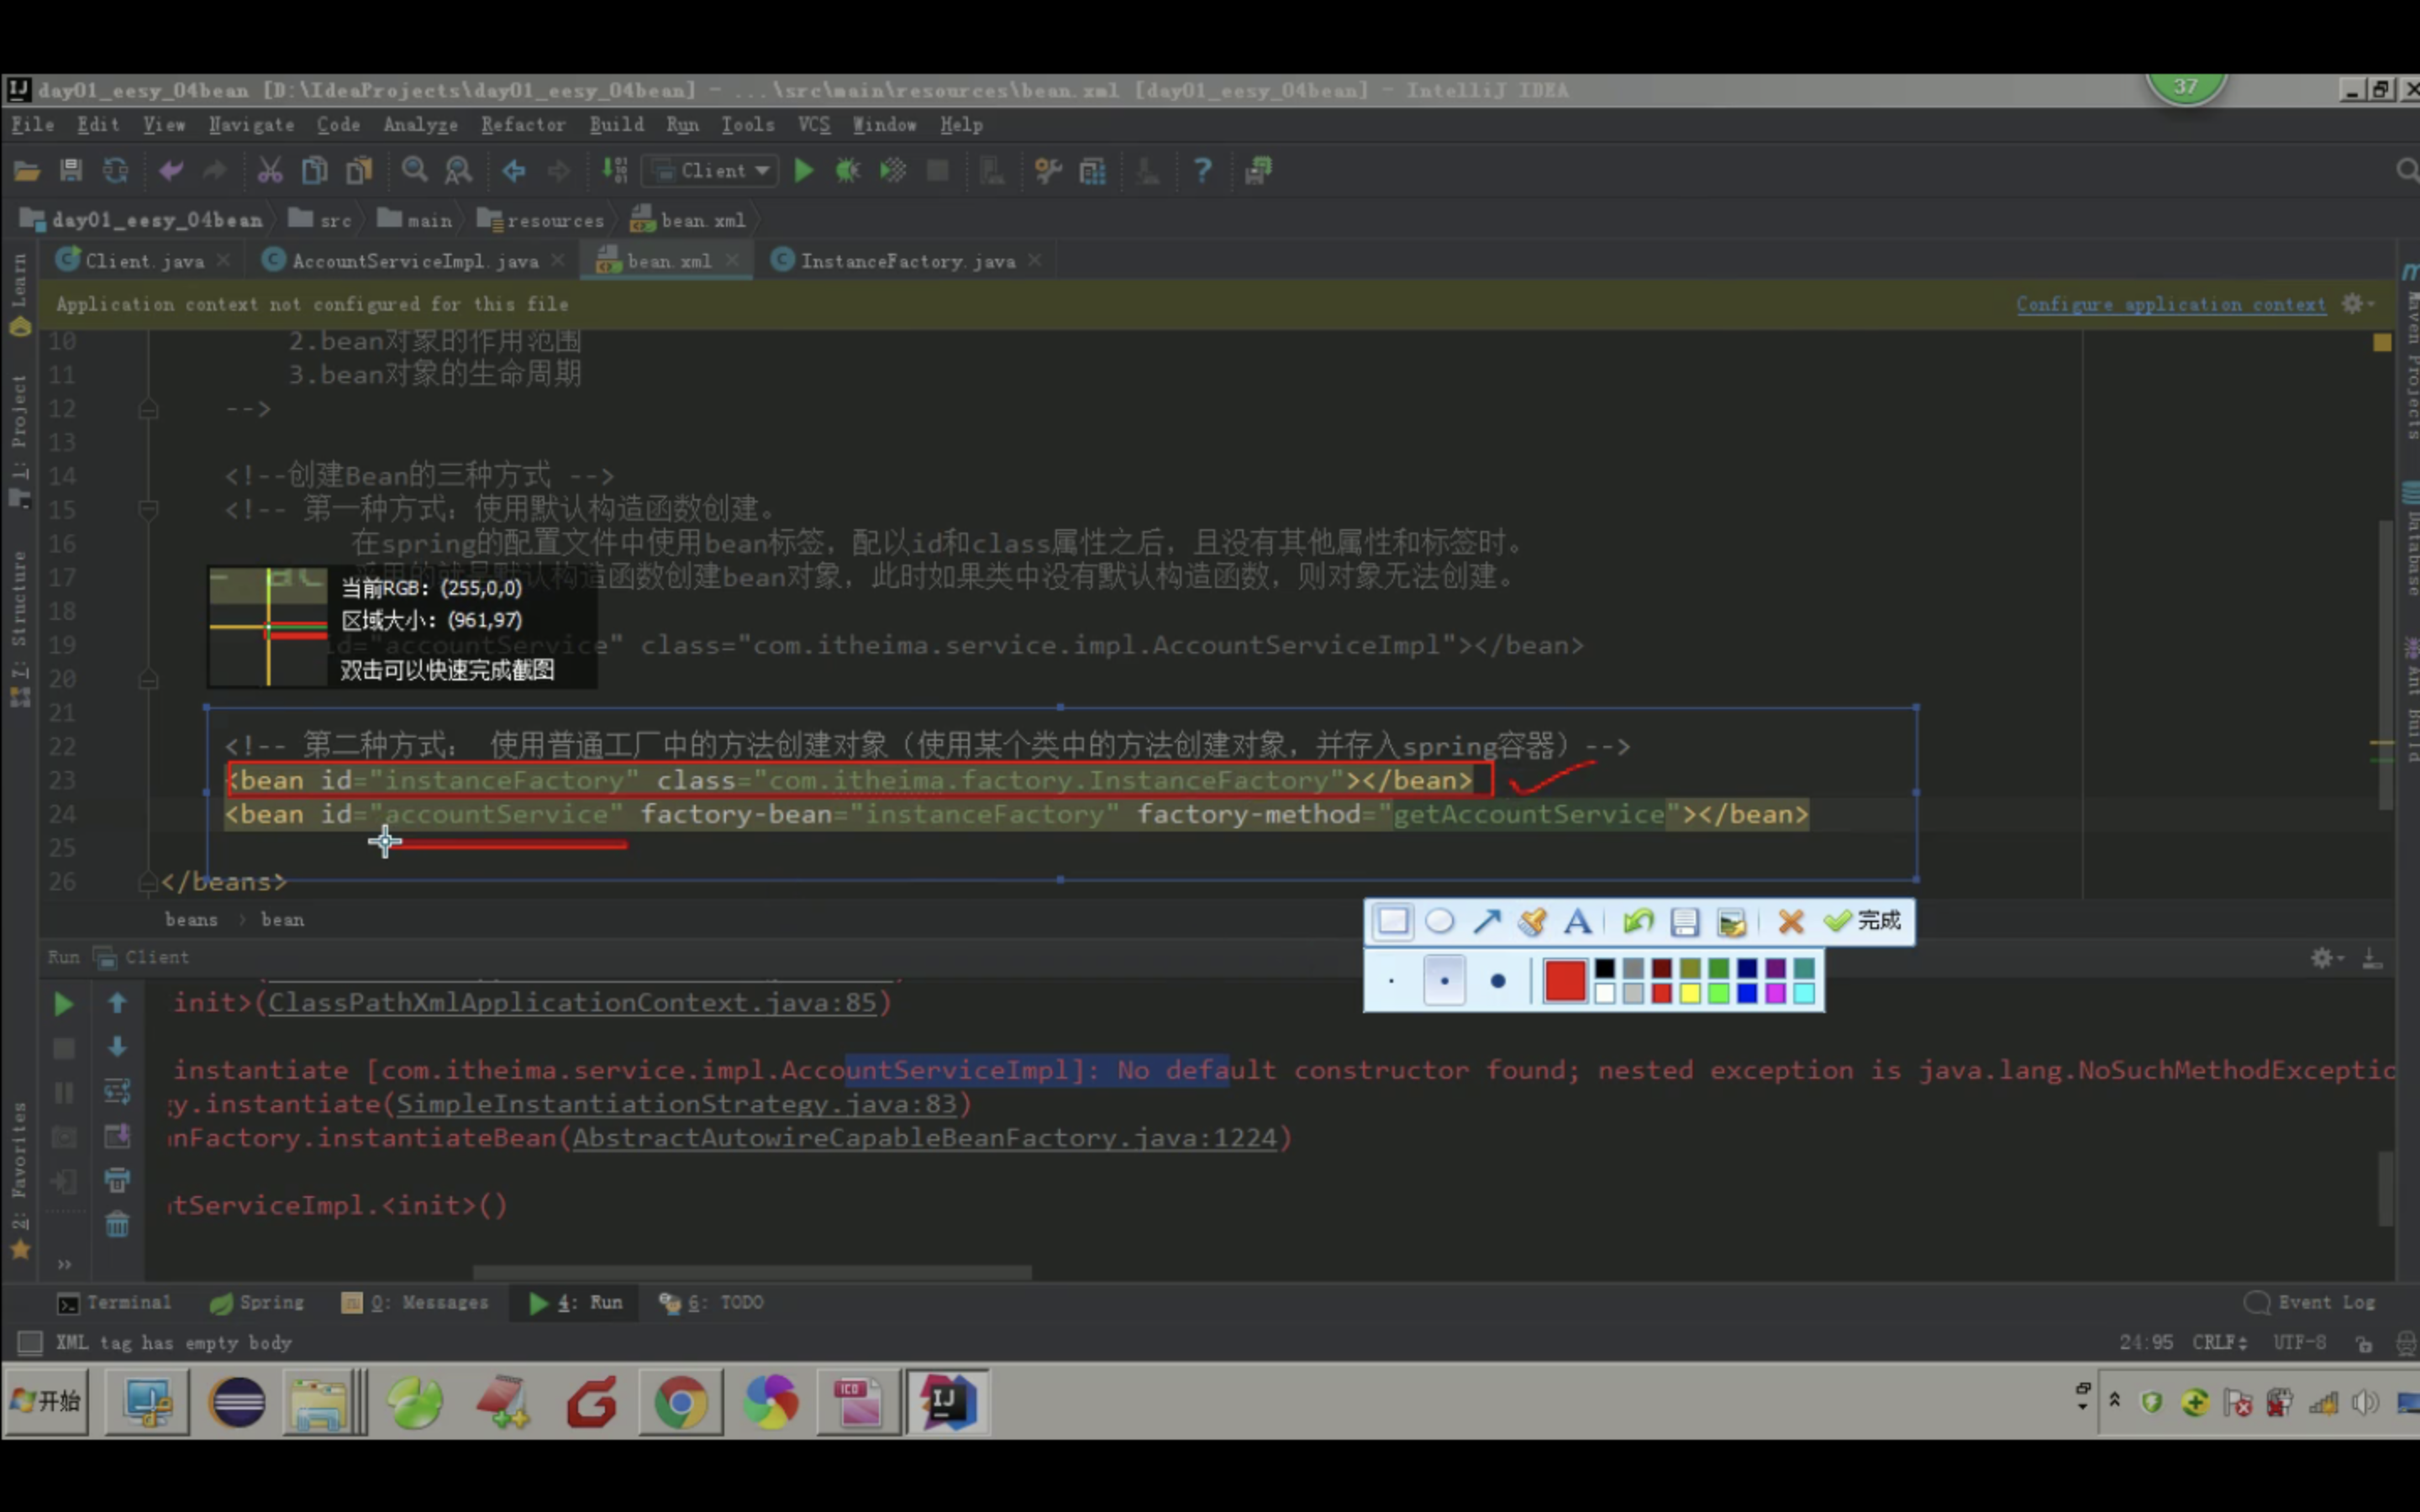 day01_eesy_04bean [D:\IdeaProjects\day01_eesy_04bean] - ...\src\main\resources\bean.xml [day01_eesy_04bean] - IntelliJ IDEA
37
File Edit View Navigate Code Analyze Refactor Build Run Tools VCS Window Help
Client
day01_eesy_04bean src main resources bean.xml
Client.java AccountServiceImpl.java bean.xml InstanceFactory.java
Application context not configured for this file Configure application context
Learn
1: Project
7: Structure
2: Favorites
Maven Projects
Database
Ant Build
10 2.bean对象的作用范围
11 3.bean对象的生命周期
12 -->
13
14 <!--创建Bean的三种方式 -->
15 <!-- 第一种方式：使用默认构造函数创建。
16 在spring的配置文件中使用bean标签，配以id和class属性之后，且没有其他属性和标签时。
17 默认构造函数创建bean对象，此时如果类中没有默认构造函数，则对象无法创建。
18
19 id="accountService" class="com.itheima.service.impl.AccountServiceImpl"></bean>
20
当前RGB：(255,0,0)
区域大小：(961,97)
双击可以快速完成截图
21
22 <!-- 第二种方式： 使用普通工厂中的方法创建对象（使用某个类中的方法创建对象，并存入spring容器）-->
23 <bean id="instanceFactory" class="com.itheima.factory.InstanceFactory"></bean>
24 <bean id="accountService" factory-bean="instanceFactory" factory-method="getAccountService"></bean>
25
26 </beans>
beans > bean
A 完成
Run Client
init>(ClassPathXmlApplicationContext.java:85)
instantiate [com.itheima.service.impl.AccountServiceImpl]: No default constructor found; nested exception is java.lang.NoSuchMethodExceptio
y.instantiate(SimpleInstantiationStrategy.java:83)
nFactory.instantiateBean(AbstractAutowireCapableBeanFactory.java:1224)
tServiceImpl.<init>()
Terminal Spring 0: Messages 4: Run 6: TODO Event Log
XML tag has empty body 24:95 CRLF UTF-8
开始
ICO
IJ